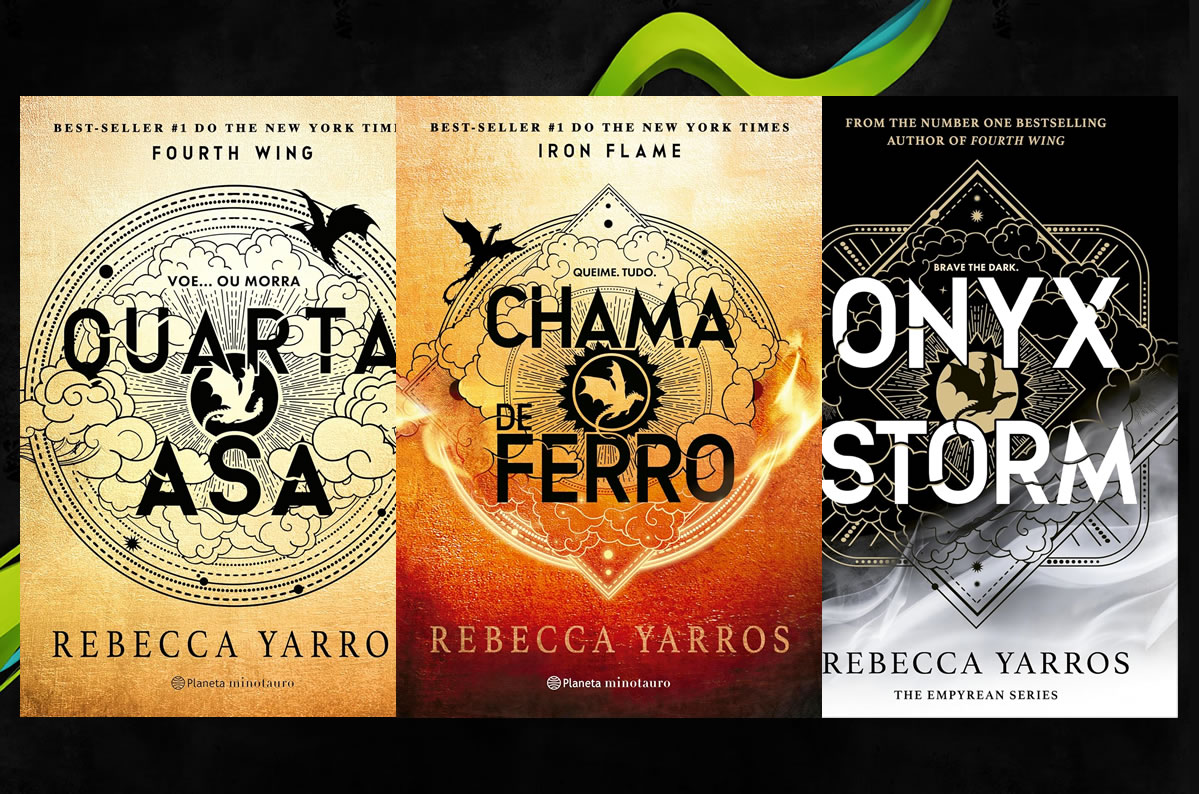 BEST-SELLER #1 DO THE NEW YORK TIM
FOURTH WING
VOE... OU MORRA
QUARTA
ASA
REBECCA YARRO
Planeta minotauro
BEST-SELLER #1 DO THE NEW YORK TIMES
IRON FLAME
QUEIME. TUDO.
CHAMA
DE
FERRO
REBECCA YARROS
Planeta minotauro
FROM THE NUMBER ONE BESTSELLING
AUTHOR OF FOURTH WING
BRAVE THE DARK.
ONYX
STORM
REBECCA YARROS
THE EMPYREAN SERIES